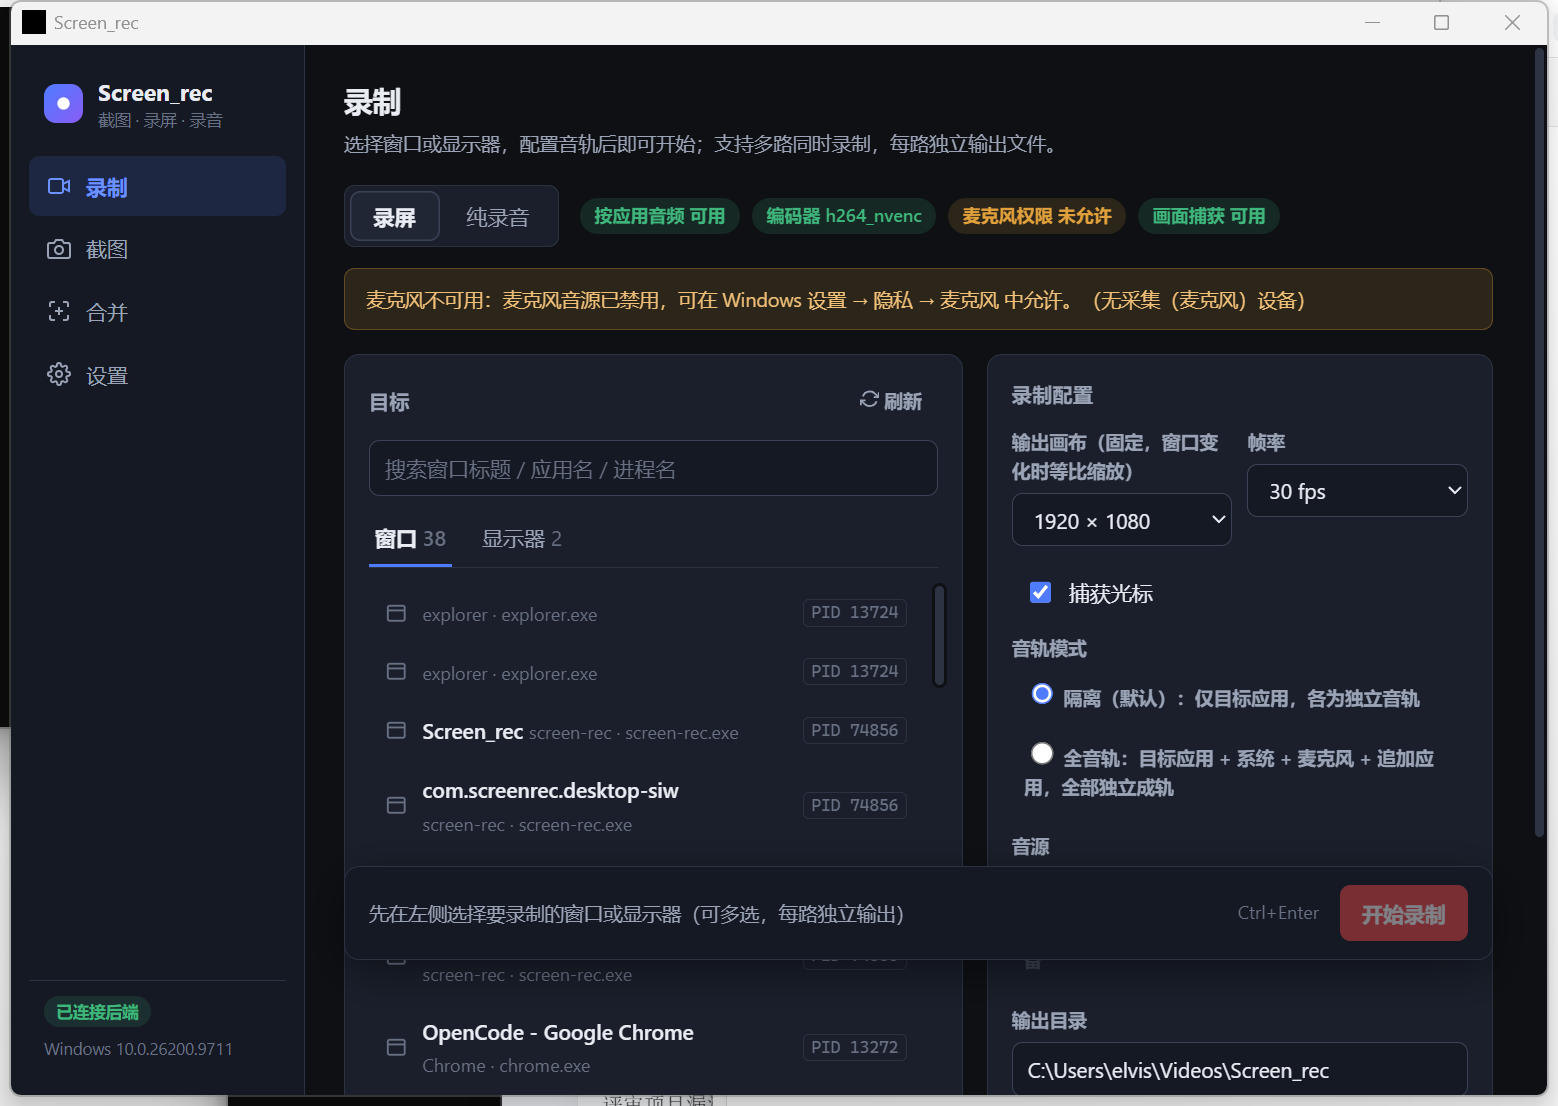 Screen_rec
Screen_rec
截图 · 录屏 · 录音
录制
截图
合并
设置
已连接后端
Windows 10.0.26200.9711
录制
选择窗口或显示器，配置音轨后即可开始；支持多路同时录制，每路独立输出文件。
录屏
纯录音
按应用音频 可用
编码器 h264_nvenc
麦克风权限 未允许
画面捕获 可用
麦克风不可用：麦克风音源已禁用，可在 Windows 设置 → 隐私 → 麦克风 中允许。（无采集（麦克风）设备）
目标
刷新
搜索窗口标题 / 应用名 / 进程名
窗口 38
显示器 2
explorer · explorer.exe
PID 13724
explorer · explorer.exe
PID 13724
Screen_rec screen-rec · screen-rec.exe
PID 74856
com.screenrec.desktop-siw
screen-rec · screen-rec.exe
PID 74856
screen-rec · screen-rec.exe
OpenCode - Google Chrome
Chrome · chrome.exe
PID 13272
录制配置
输出画布（固定，窗口变
化时等比缩放）
1920 × 1080
帧率
30 fps
捕获光标
音轨模式
隔离（默认）：仅目标应用，各为独立音轨
全音轨：目标应用 + 系统 + 麦克风 + 追加应
用，全部独立成轨
音源
输出目录
C:\Users\elvis\Videos\Screen_rec
先在左侧选择要录制的窗口或显示器（可多选，每路独立输出）
Ctrl+Enter
开始录制